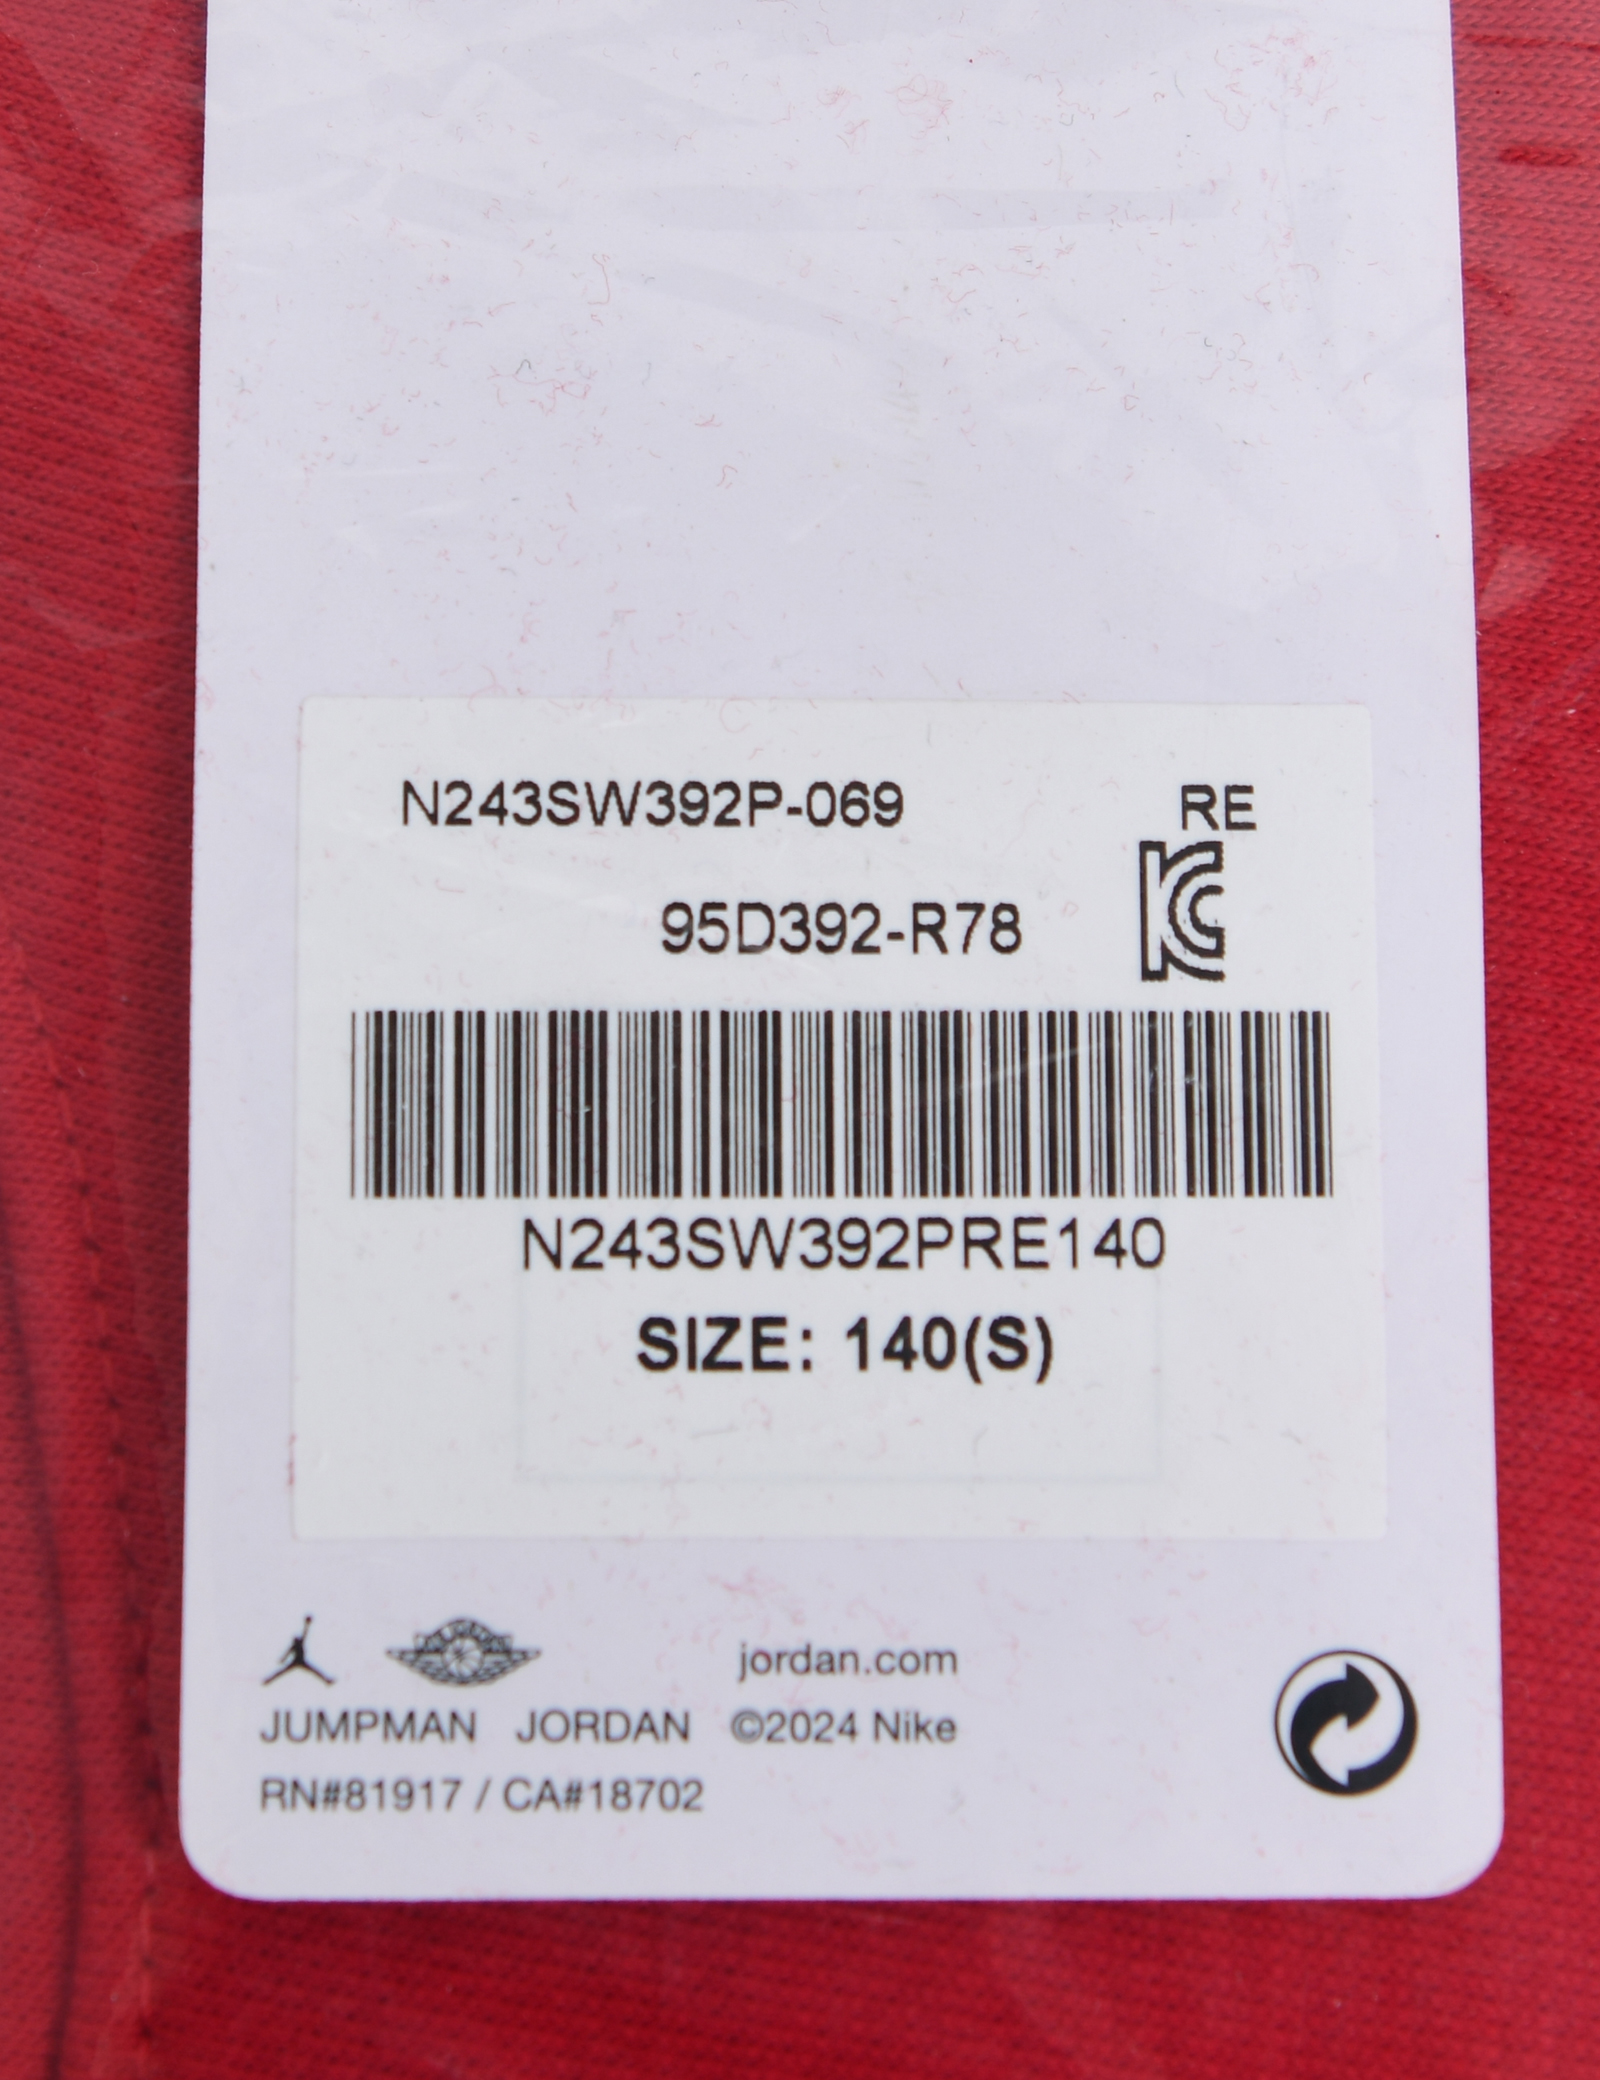 N243SW392P-069 RE
95D392-R78
N243SW392PRE140
SIZE: 140(S)
jordan.com
JUMPMAN JORDAN ©2024 Nike
RN#81917 / CA#18702